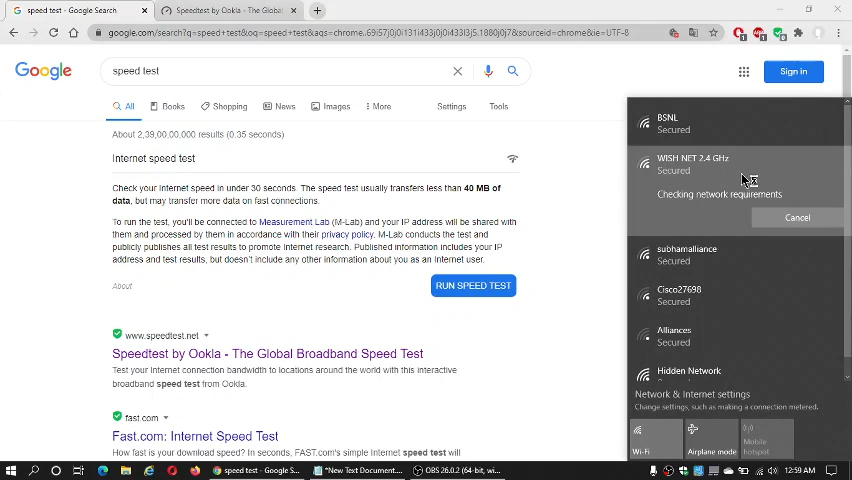 speed test - Google Search
Speedtest by Ookla - The Global
google.com/search?q=speed+test&oq=speed+test&aqs=chrome..69i57j0j0i131i433j0j0i433l3j5.1880j0j7&sourceid=chrome&ie=UTF-8
Google
speed test
Sign in
All
Books
Shopping
News
Images
More
Settings
Tools
About 2,39,00,00,000 results (0.35 seconds)
Internet speed test
Check your Internet speed in under 30 seconds. The speed test usually transfers less than 40 MB of
data, but may transfer more data on fast connections.
To run the test, you'll be connected to Measurement Lab (M-Lab) and your IP address will be shared with
them and processed by them in accordance with their privacy policy. M-Lab conducts the test and
publicly publishes all test results to promote Internet research. Published information includes your IP
address and test results, but doesn't include any other information about you as an Internet user.
About
RUN SPEED TEST
www.speedtest.net
Speedtest by Ookla - The Global Broadband Speed Test
Test your Internet connection bandwidth to locations around the world with this interactive
broadband speed test from Ookla.
fast.com
Fast.com: Internet Speed Test
How fast is your download speed? In seconds, FAST.com's simple Internet speed test will
BSNL
Secured
WISH NET 2.4 GHz
Secured
Checking network requirements
Cancel
subhamalliance
Secured
Cisco27698
Secured
Alliances
Secured
Hidden Network
Network & Internet settings
Change settings, such as making a connection metered.
Wi-Fi
Airplane mode
Mobile
hotspot
speed test - Google S...
*New Text Document....
OBS 26.0.2 (64-bit, wi...
12:59 AM